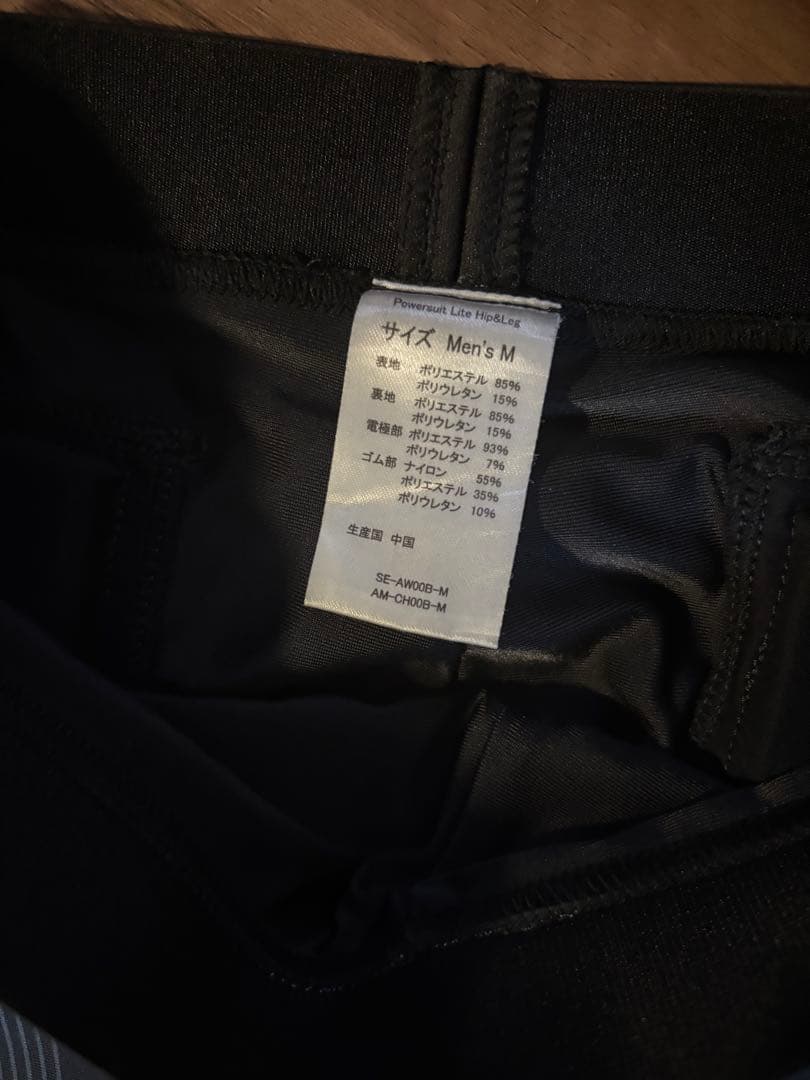 Powersuit Lite Hip&Leg
サイズ Men's M
表地 ポリエステル 85%
ポリウレタン 15%
裏地 ポリエステル 85%
ポリウレタン 15%
電極部 ポリエステル 93%
ポリウレタン 7%
ゴム部 ナイロン 55%
ポリエステル 35%
ポリウレタン 10%
生産国 中国
SE-AW00B-M
AM-CH00B-M